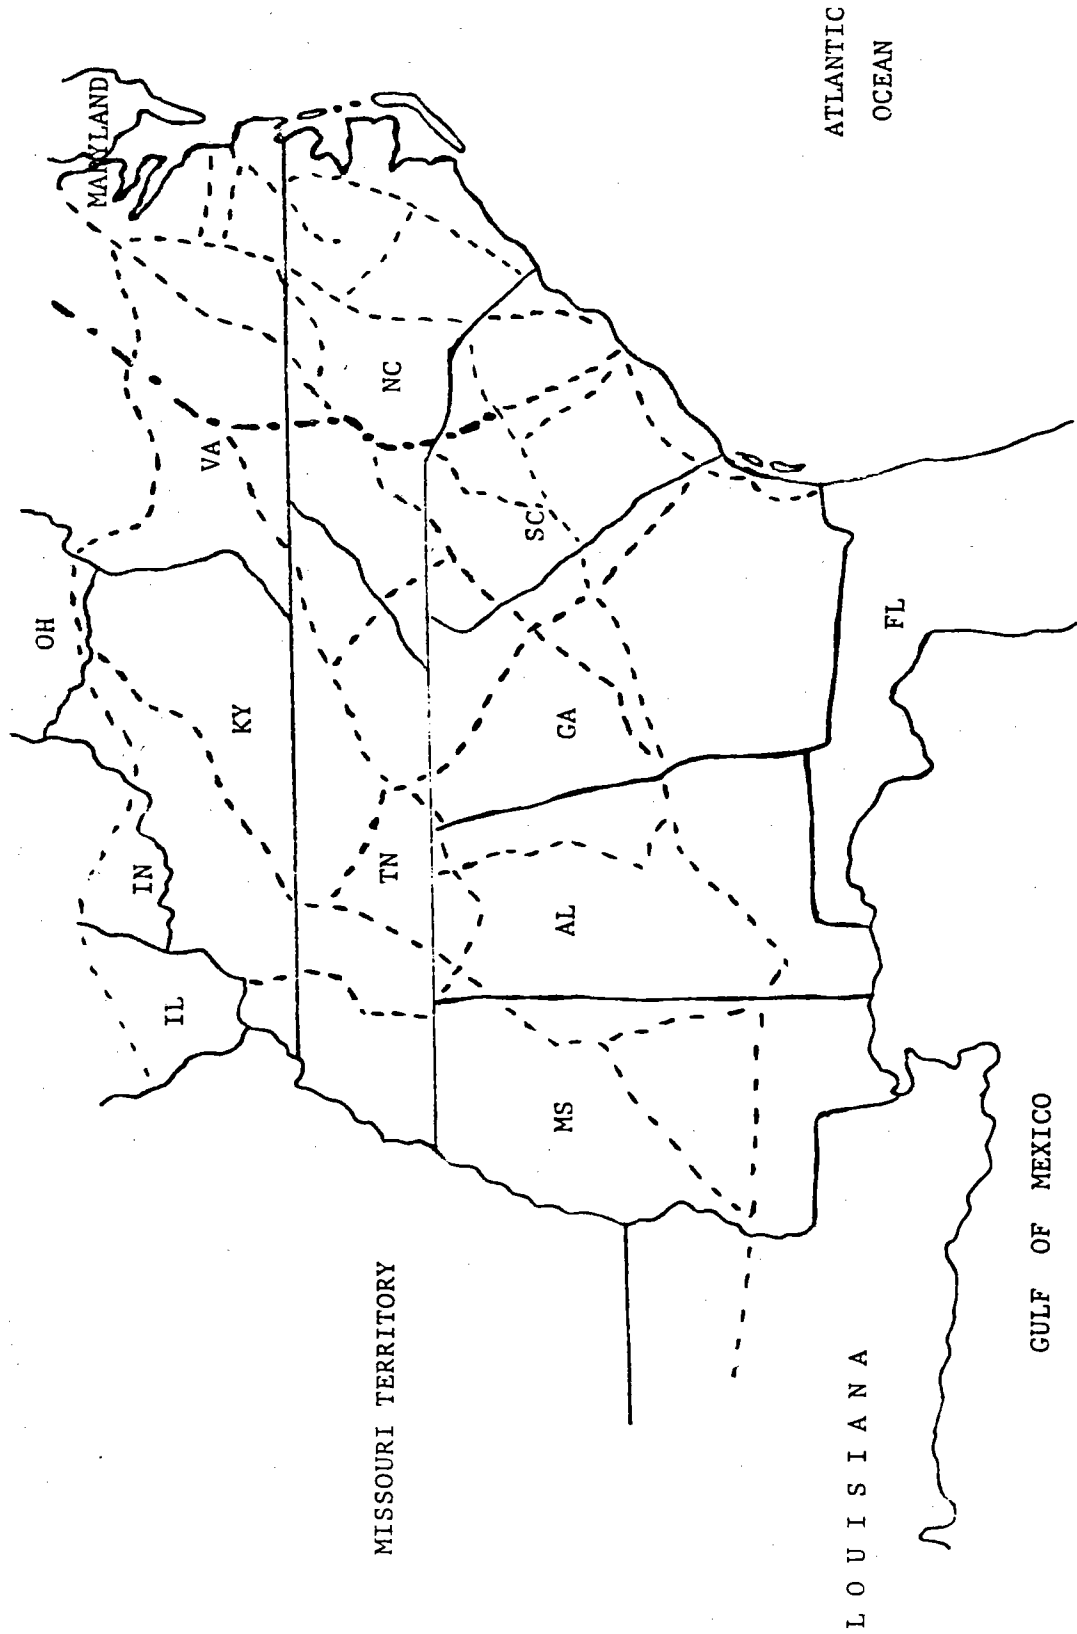 MARYLAND
OH
VA
IN
KY
IL
NC
TN
SC
ATLANTIC
OCEAN
GA
AL
MS
FL
MISSOURI TERRITORY
LOUISIANA
GULF OF MEXICO